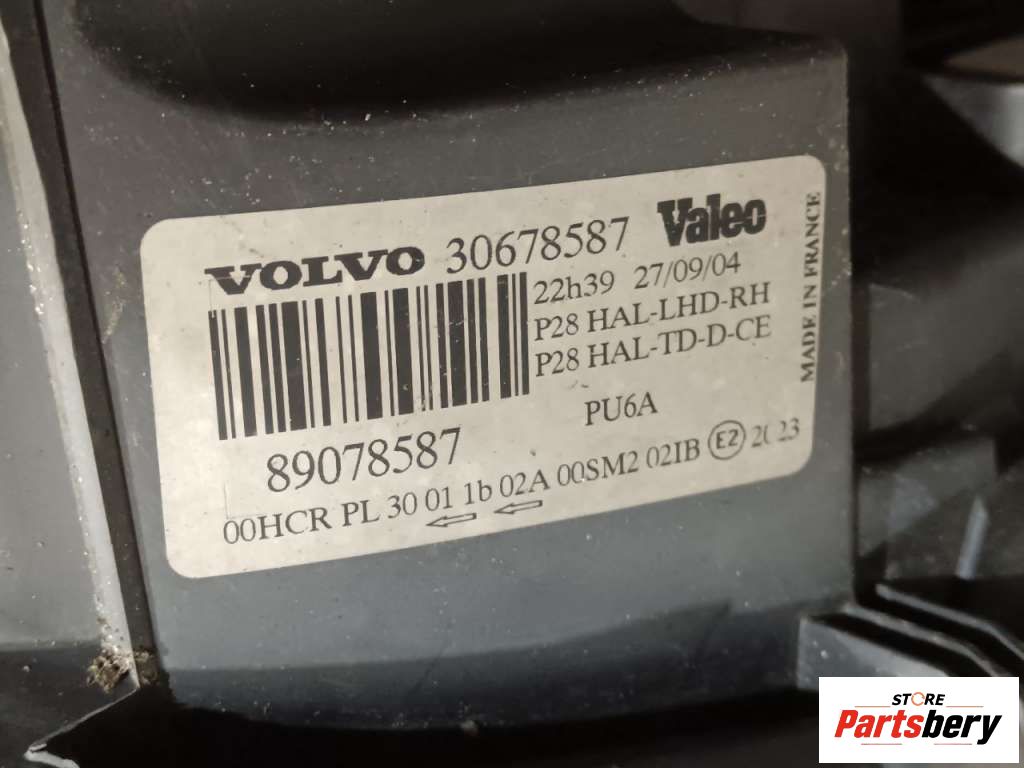 VOLVO 30678587 Valeo
22h39 27/09/04
P28 HAL-LHD-RH
P28 HAL-TD-D-CE
PU6A
MADE IN FRANCE
89078587
00HCR PL 30 01 1b 02A 00SM2 02IB E2
STORE
Partsbery